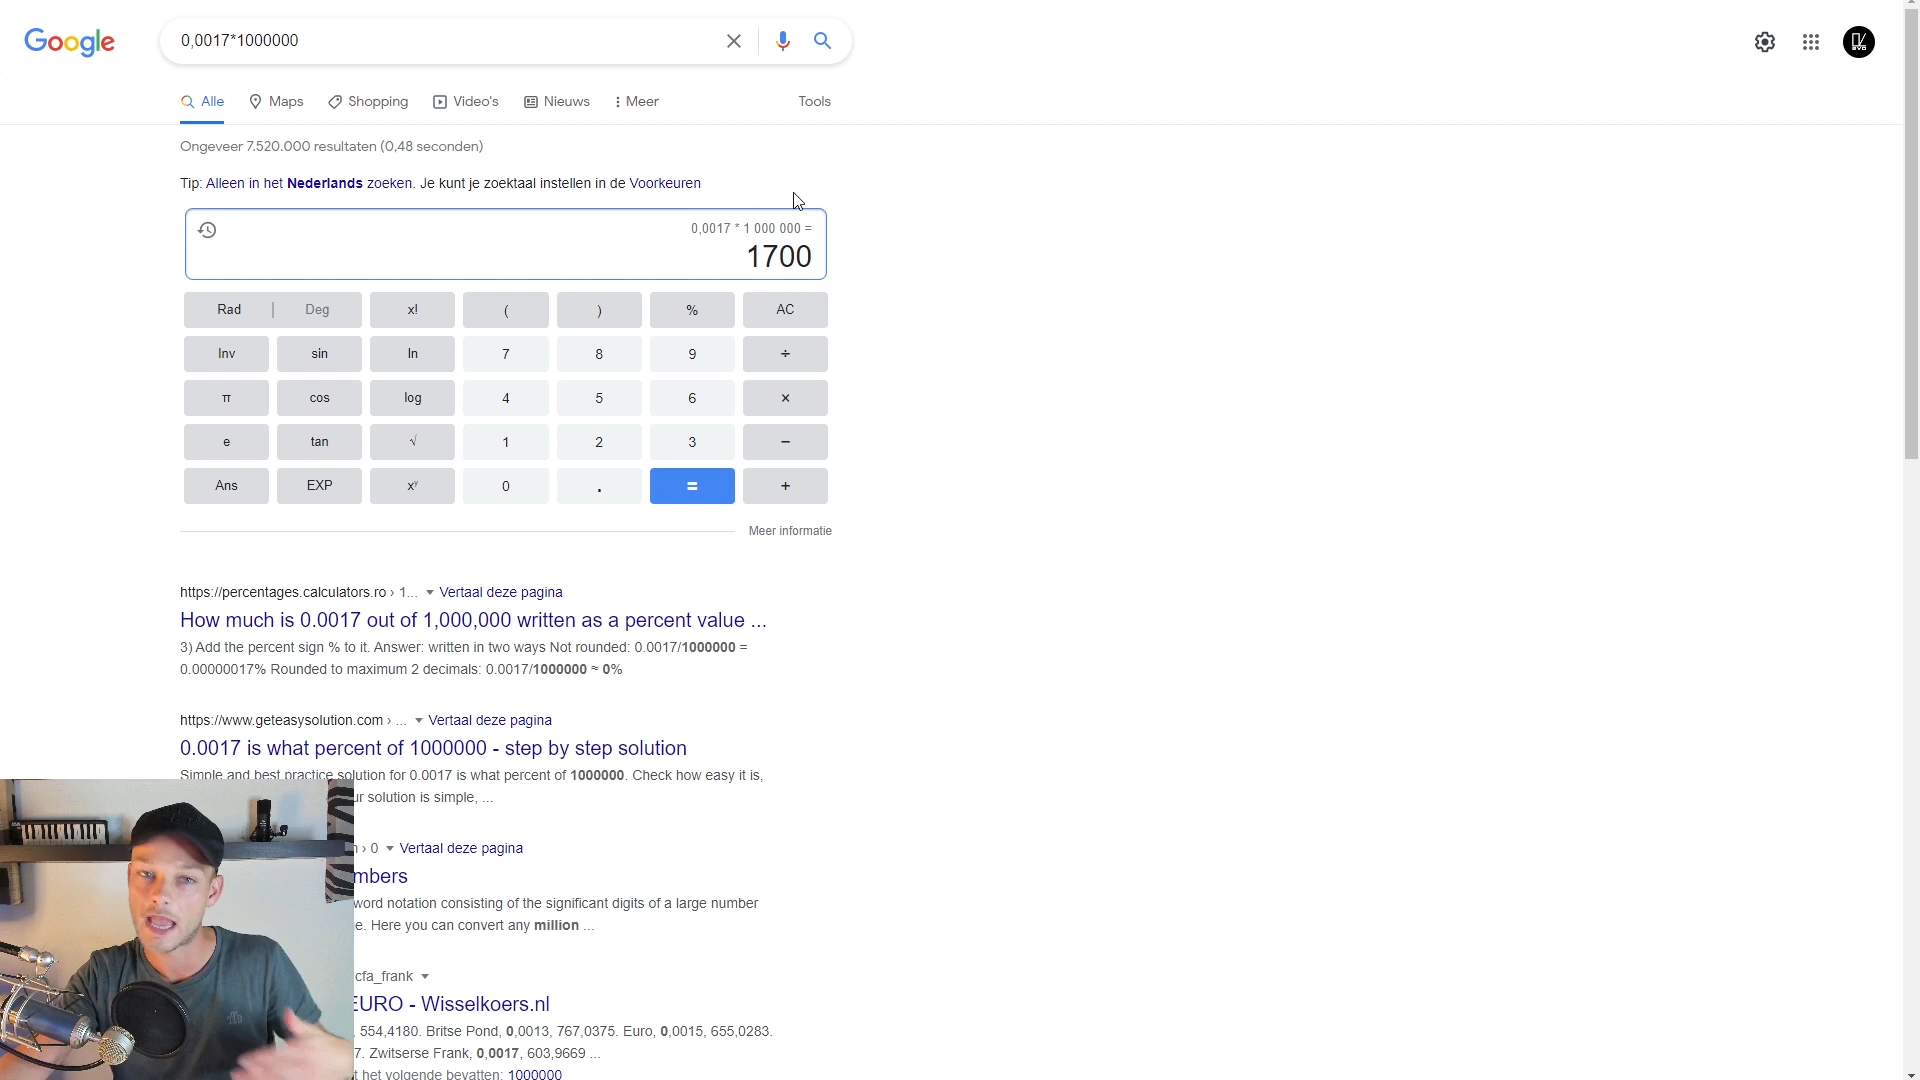 Google
0,0017*1000000
Alle Maps Shopping Video's Nieuws Meer Tools
Ongeveer 7.520.000 resultaten (0,48 seconden)
Tip: Alleen in het Nederlands zoeken. Je kunt je zoektaal instellen in de Voorkeuren
0,0017 * 1 000 000 =
1700
Rad | Deg x! ( ) % AC
Inv sin ln 7 8 9 ÷
π cos log 4 5 6 ×
e tan √ 1 2 3 −
Ans EXP xʸ 0 . = +
Meer informatie
https://percentages.calculators.ro › 1... Vertaal deze pagina
How much is 0.0017 out of 1,000,000 written as a percent value ...
3) Add the percent sign % to it. Answer: written in two ways Not rounded: 0.0017/1000000 =
0.00000017% Rounded to maximum 2 decimals: 0.0017/1000000 ≈ 0%
https://www.geteasysolution.com › ... Vertaal deze pagina
0.0017 is what percent of 1000000 - step by step solution
Simple and best practice solution for 0.0017 is what percent of 1000000. Check how easy it is,
ur solution is simple, ...
› 0 Vertaal deze pagina
mbers
word notation consisting of the significant digits of a large number
e. Here you can convert any million ...
cfa_frank
EURO - Wisselkoers.nl
554,4180. Britse Pond, 0,0013, 767,0375. Euro, 0,0015, 655,0283.
7. Zwitserse Frank, 0,0017, 603,9669 ...
t het volgende bevatten: 1000000